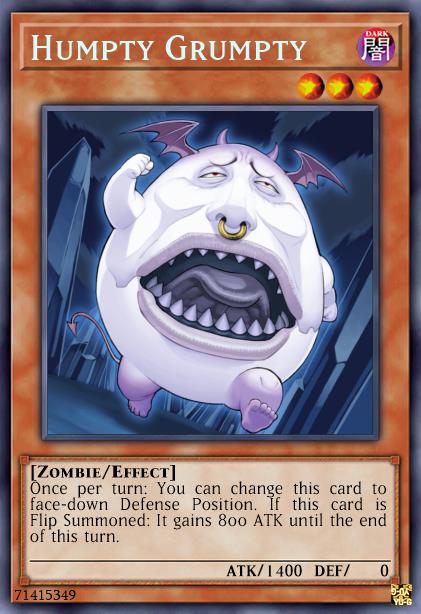 HUMPTY GRUMPTY
DARK
闇
[ZOMBIE/EFFECT]
Once per turn: You can change this card to
face-down Defense Position. If this card is
Flip Summoned: It gains 800 ATK until the end
of this turn.
ATK/1400 DEF/ 0
71415349